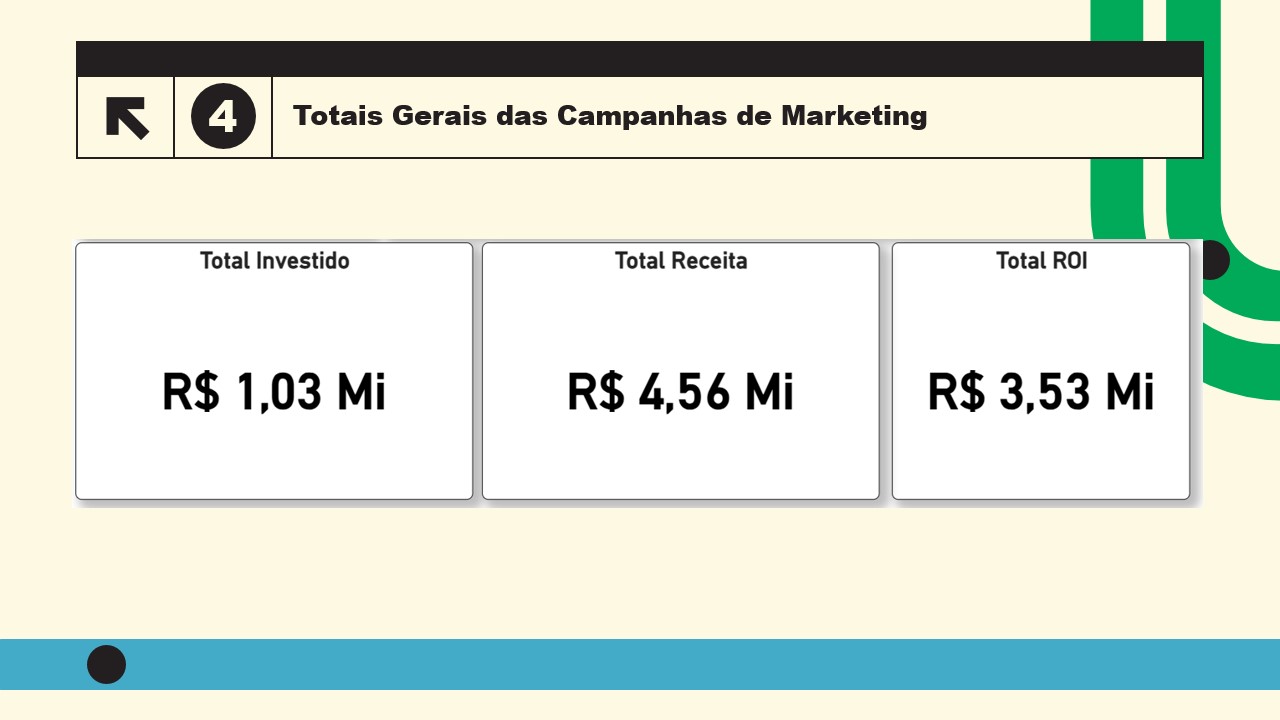 4
Totais Gerais das Campanhas de Marketing
Total Investido
R$ 1,03 Mi
Total Receita
R$ 4,56 Mi
Total ROI
R$ 3,53 Mi